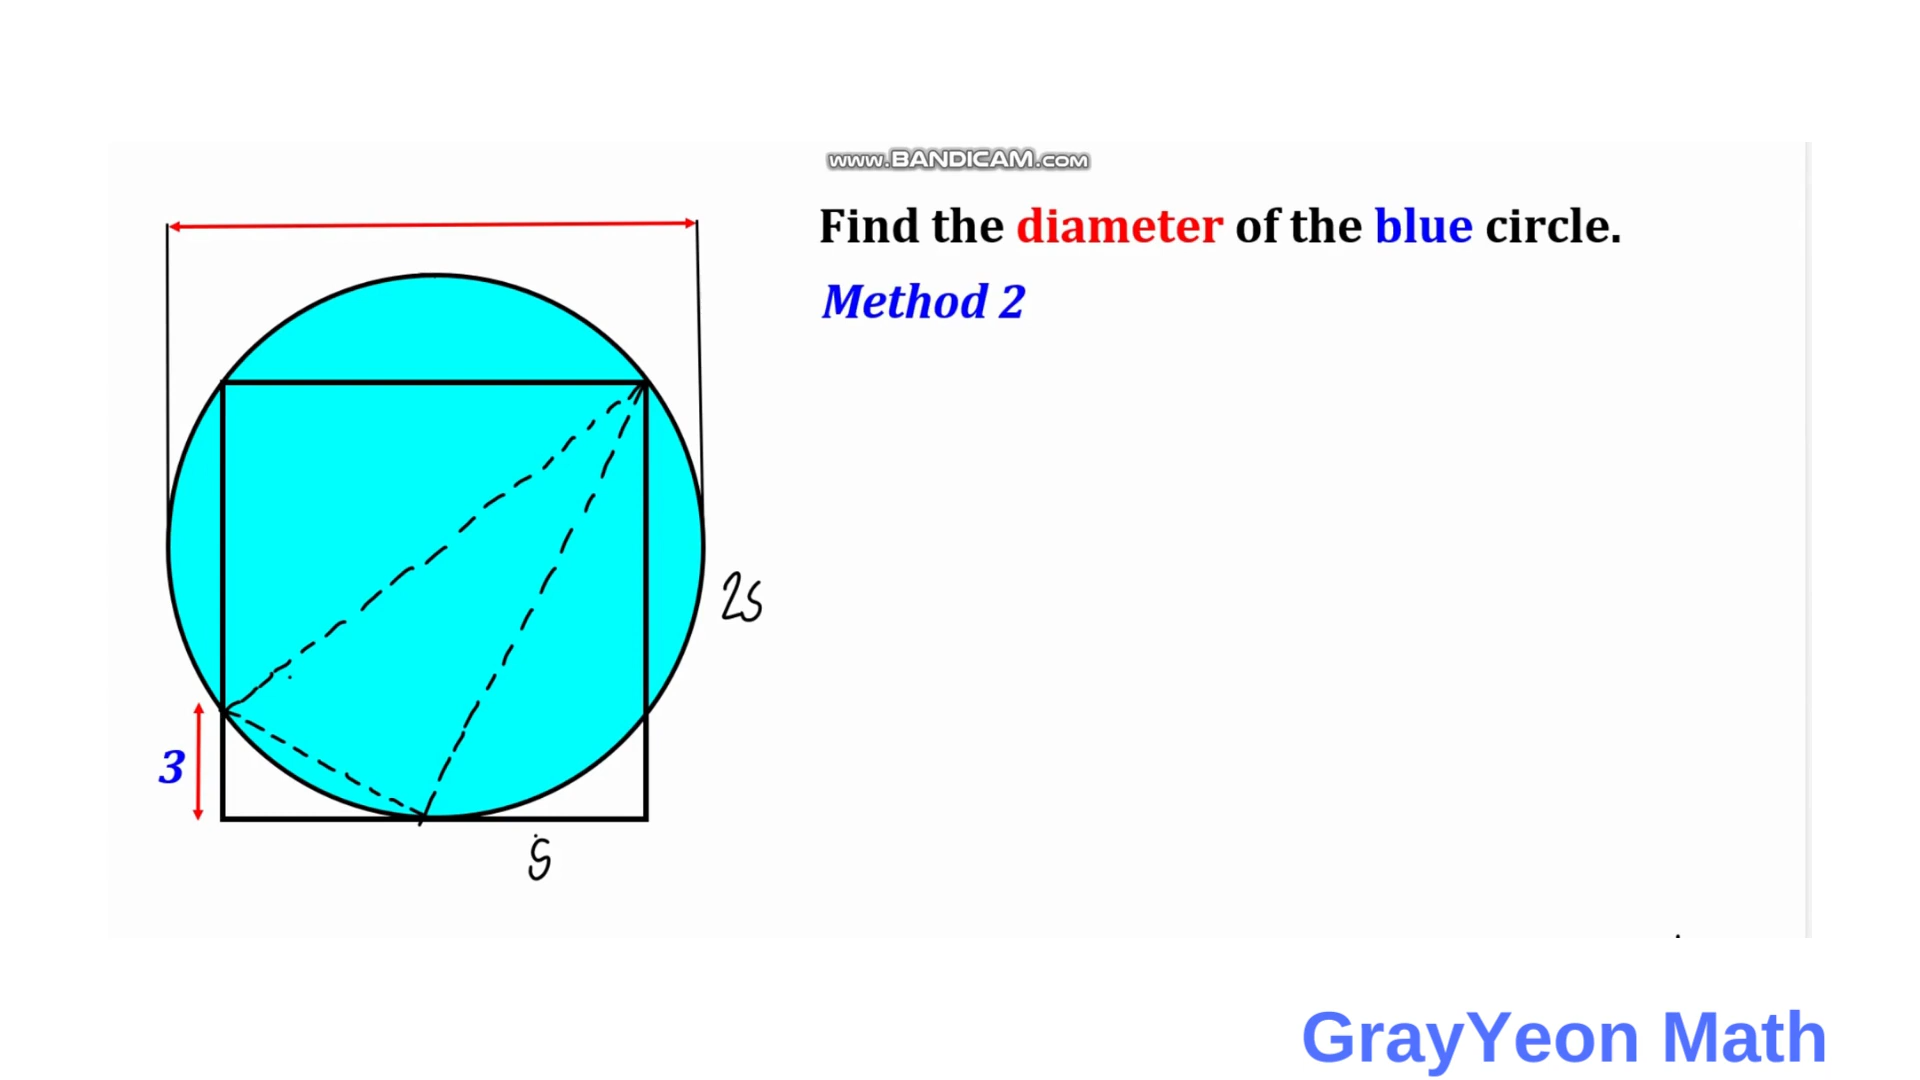 www.BANDICAM.com
Find the diameter of the blue circle.
Method 2
2s
3
s
GrayYeon Math